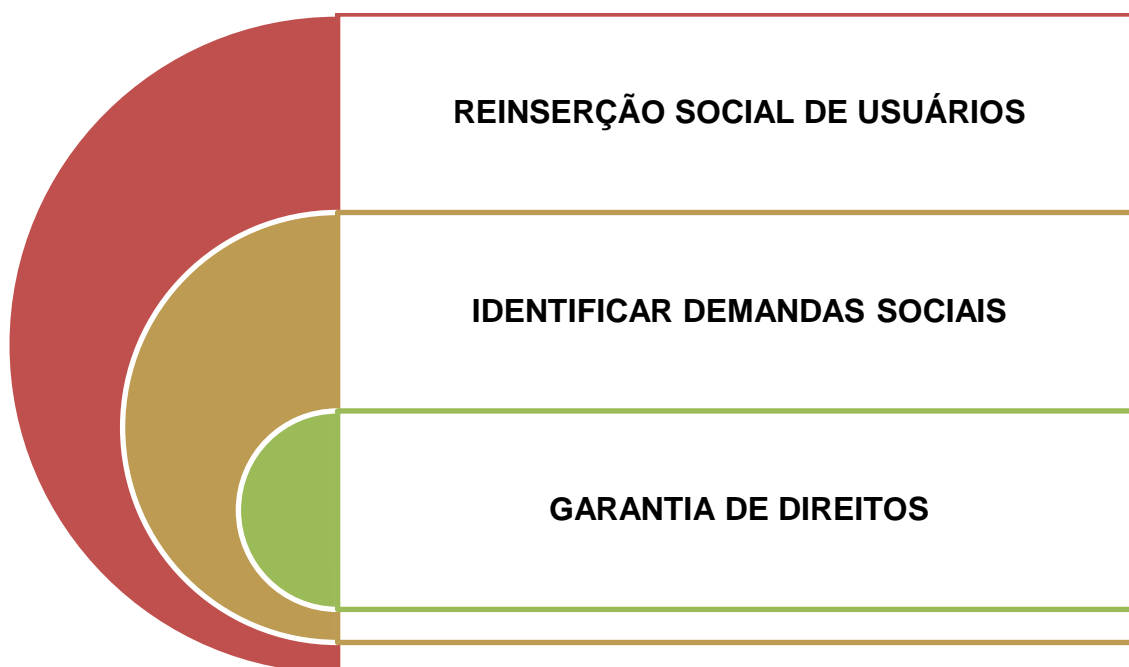 REINSERÇÃO SOCIAL DE USUÁRIOS
IDENTIFICAR DEMANDAS SOCIAIS
GARANTIA DE DIREITOS